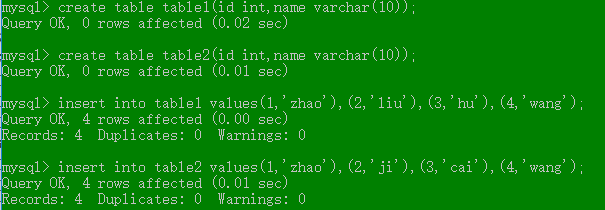 mysql> create table table1(id int,name varchar(10));
Query OK, 0 rows affected (0.02 sec)
mysql> create table table2(id int,name varchar(10));
Query OK, 0 rows affected (0.01 sec)
mysql> insert into table1 values(1,'zhao'),(2,'liu'),(3,'hu'),(4,'wang');
Query OK, 4 rows affected (0.00 sec)
Records: 4  Duplicates: 0  Warnings: 0
mysql> insert into table2 values(1,'zhao'),(2,'ji'),(3,'cai'),(4,'wang');
Query OK, 4 rows affected (0.01 sec)
Records: 4  Duplicates: 0  Warnings: 0